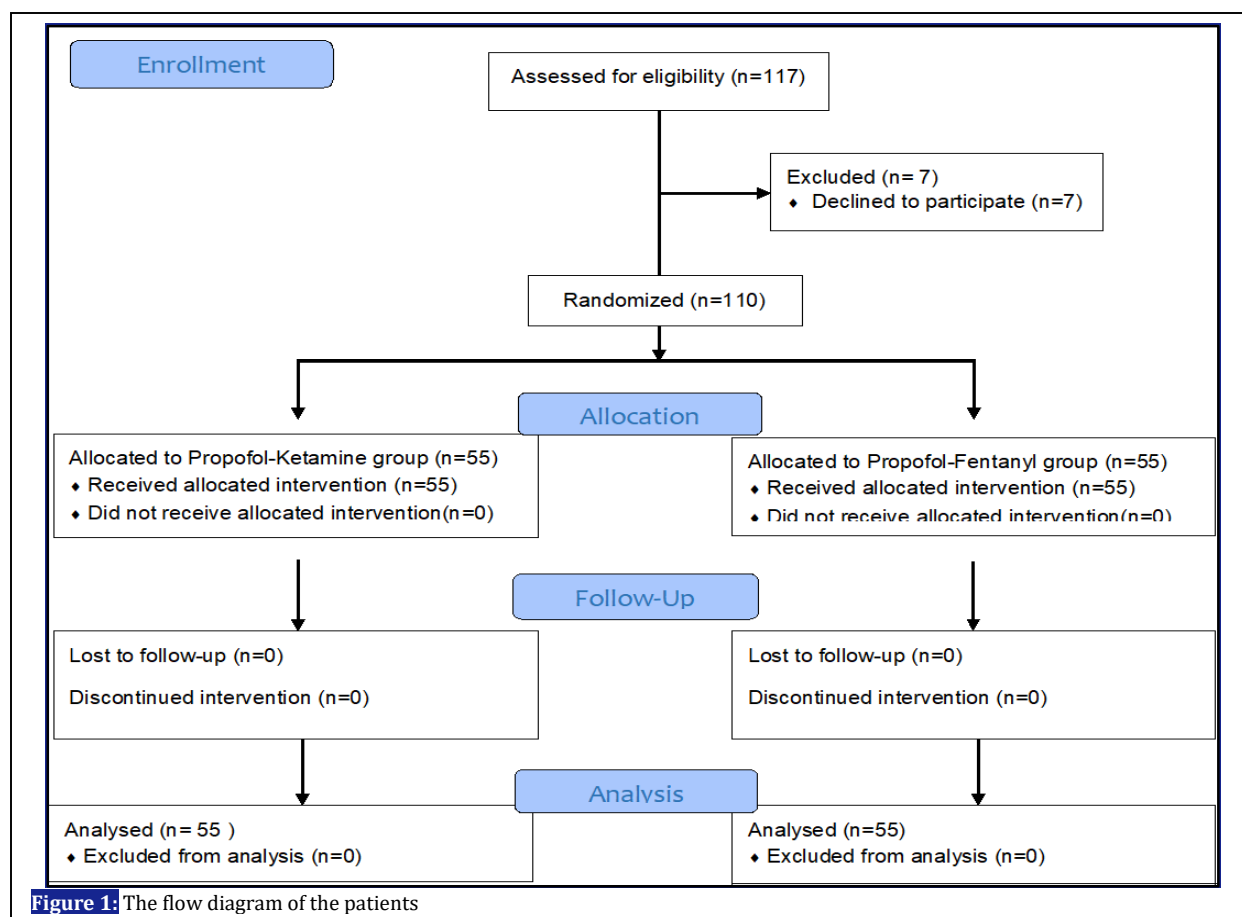 Enrollment
Assessed for eligibility (n=117)
Excluded (n= 7)
⬧ Declined to participate (n=7)
Randomized (n=110)
Allocation
Allocated to Propofol-Ketamine group (n=55)
⬧ Received allocated intervention (n=55)
⬧ Did not receive allocated intervention(n=0)
Allocated to Propofol-Fentanyl group (n=55)
⬧ Received allocated intervention (n=55)
⬧ Did not receive allocated intervention(n=0)
Follow-Up
Lost to follow-up (n=0)
Discontinued intervention (n=0)
Lost to follow-up (n=0)
Discontinued intervention (n=0)
Analysis
Analysed (n= 55 )
⬧ Excluded from analysis (n=0)
Analysed (n=55)
⬧ Excluded from analysis (n=0)
Figure 1: The flow diagram of the patients